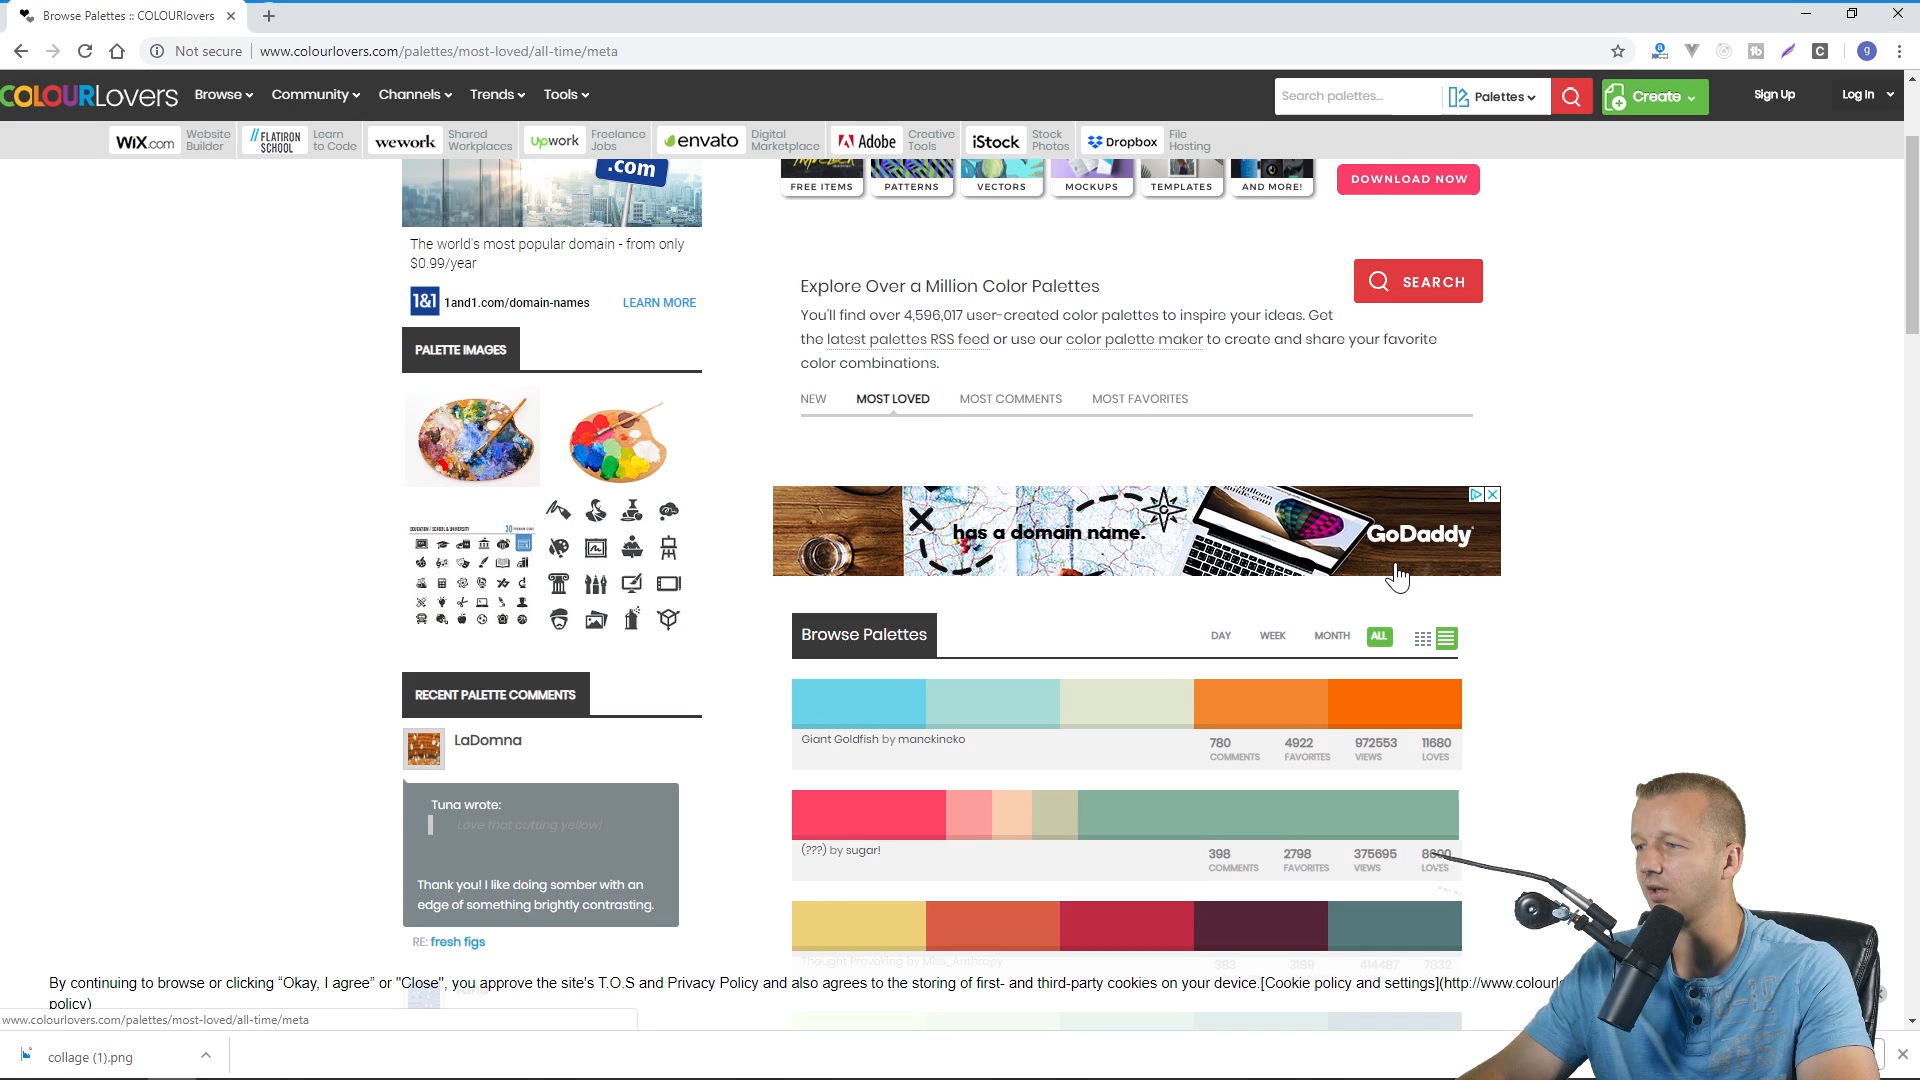 Browse Palettes :: COLOURlovers
Not secure www.colourlovers.com/palettes/most-loved/all-time/meta
COLOURLovers Browse Community Channels Trends Tools Search palettes... Palettes Create Sign Up Log In
WiX.com Website Builder FLATIRON SCHOOL Learn to Code wework Shared Workplaces Upwork Freelance Jobs envato Digital Marketplace Adobe Creative Tools iStock Stock Photos Dropbox File Hosting
.com
FREE ITEMS PATTERNS VECTORS MOCKUPS TEMPLATES AND MORE! DOWNLOAD NOW
The world's most popular domain - from only
$0.99/year
1&1 1and1.com/domain-names LEARN MORE
PALETTE IMAGES
EDUCATION / SCHOOL & UNIVERSITY
RECENT PALETTE COMMENTS
LaDomna
Tuna wrote:
Love that cutting yellow!
Thank you! I like doing somber with an
edge of something brightly contrasting.
RE: fresh figs
Explore Over a Million Color Palettes
SEARCH
You'll find over 4,596,017 user-created color palettes to inspire your ideas. Get
the latest palettes RSS feed or use our color palette maker to create and share your favorite
color combinations.
NEW MOST LOVED MOST COMMENTS MOST FAVORITES
has a domain name.
GoDaddy
Browse Palettes DAY WEEK MONTH ALL
Giant Goldfish by manekineko
780 4922 972553 11680
COMMENTS FAVORITES VIEWS LOVES
(???) by sugar!
398 2798 375695 8600
COMMENTS FAVORITES VIEWS LOVES
Thought Provoking by Miss_Anthropy
383 3189 414487 7832
By continuing to browse or clicking “Okay, I agree” or "Close", you approve the site's T.O.S and Privacy Policy and also agrees to the storing of first- and third-party cookies on your device.[Cookie policy and settings](http://www.colourl
policy)
www.colourlovers.com/palettes/most-loved/all-time/meta
collage (1).png